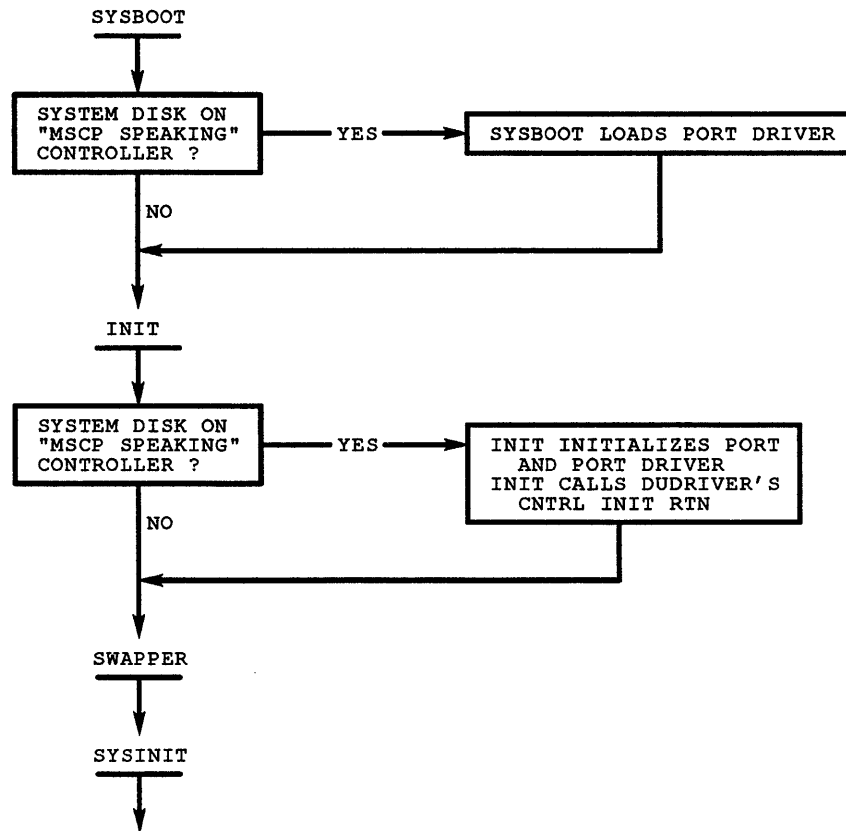 SYSBOOT
SYSTEM DISK ON
"MSCP SPEAKING"
CONTROLLER ?
YES
SYSBOOT LOADS PORT DRIVER
NO
INIT
SYSTEM DISK ON
"MSCP SPEAKING"
CONTROLLER ?
YES
INIT INITIALIZES PORT
AND PORT DRIVER
INIT CALLS DUDRIVER'S
CNTRL INIT RTN
NO
SWAPPER
SYSINIT